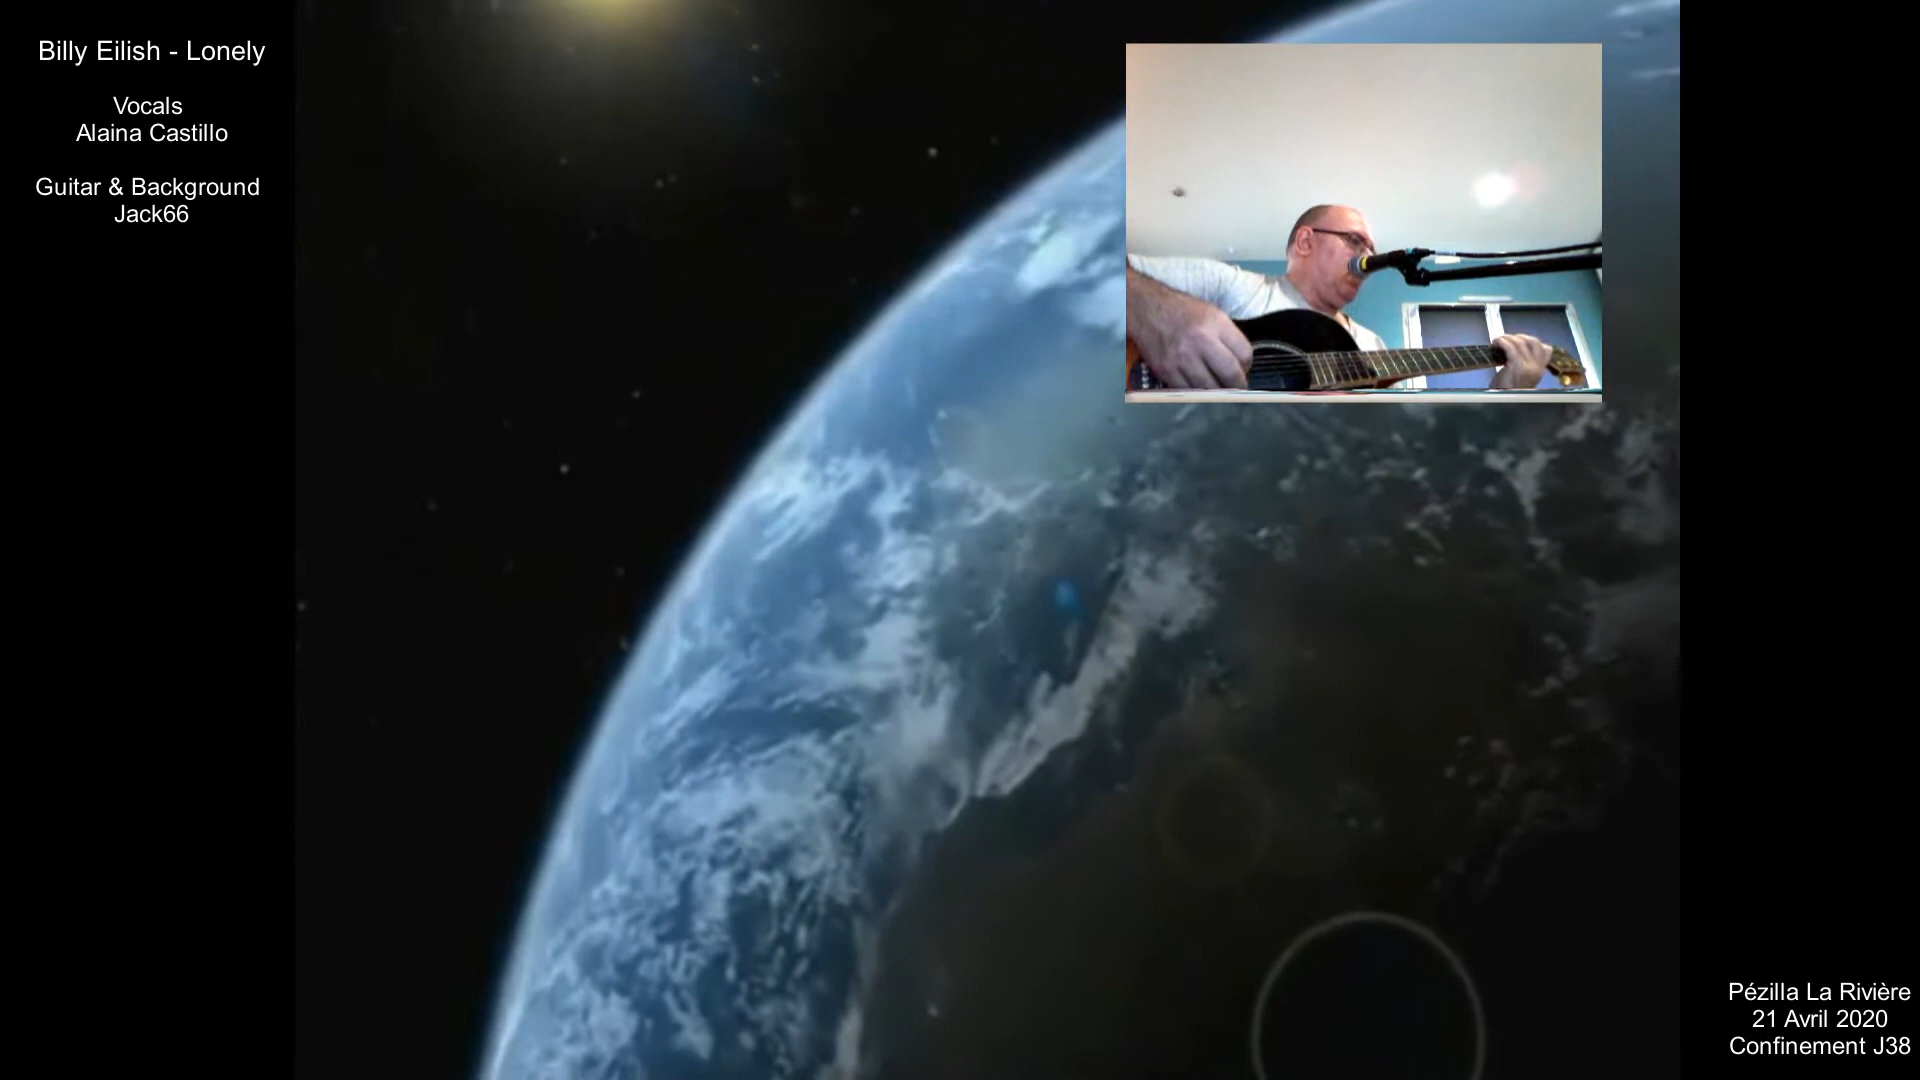 Billy Eilish - Lonely
Vocals
Alaina Castillo
Guitar & Background
Jack66
Pézilla La Rivière
21 Avril 2020
Confinement J38